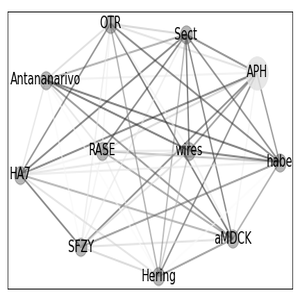 OTR
Sect
APH
Antananarivo
RASE
wires
habe
HA7
SFZY
aMDCK
Hering